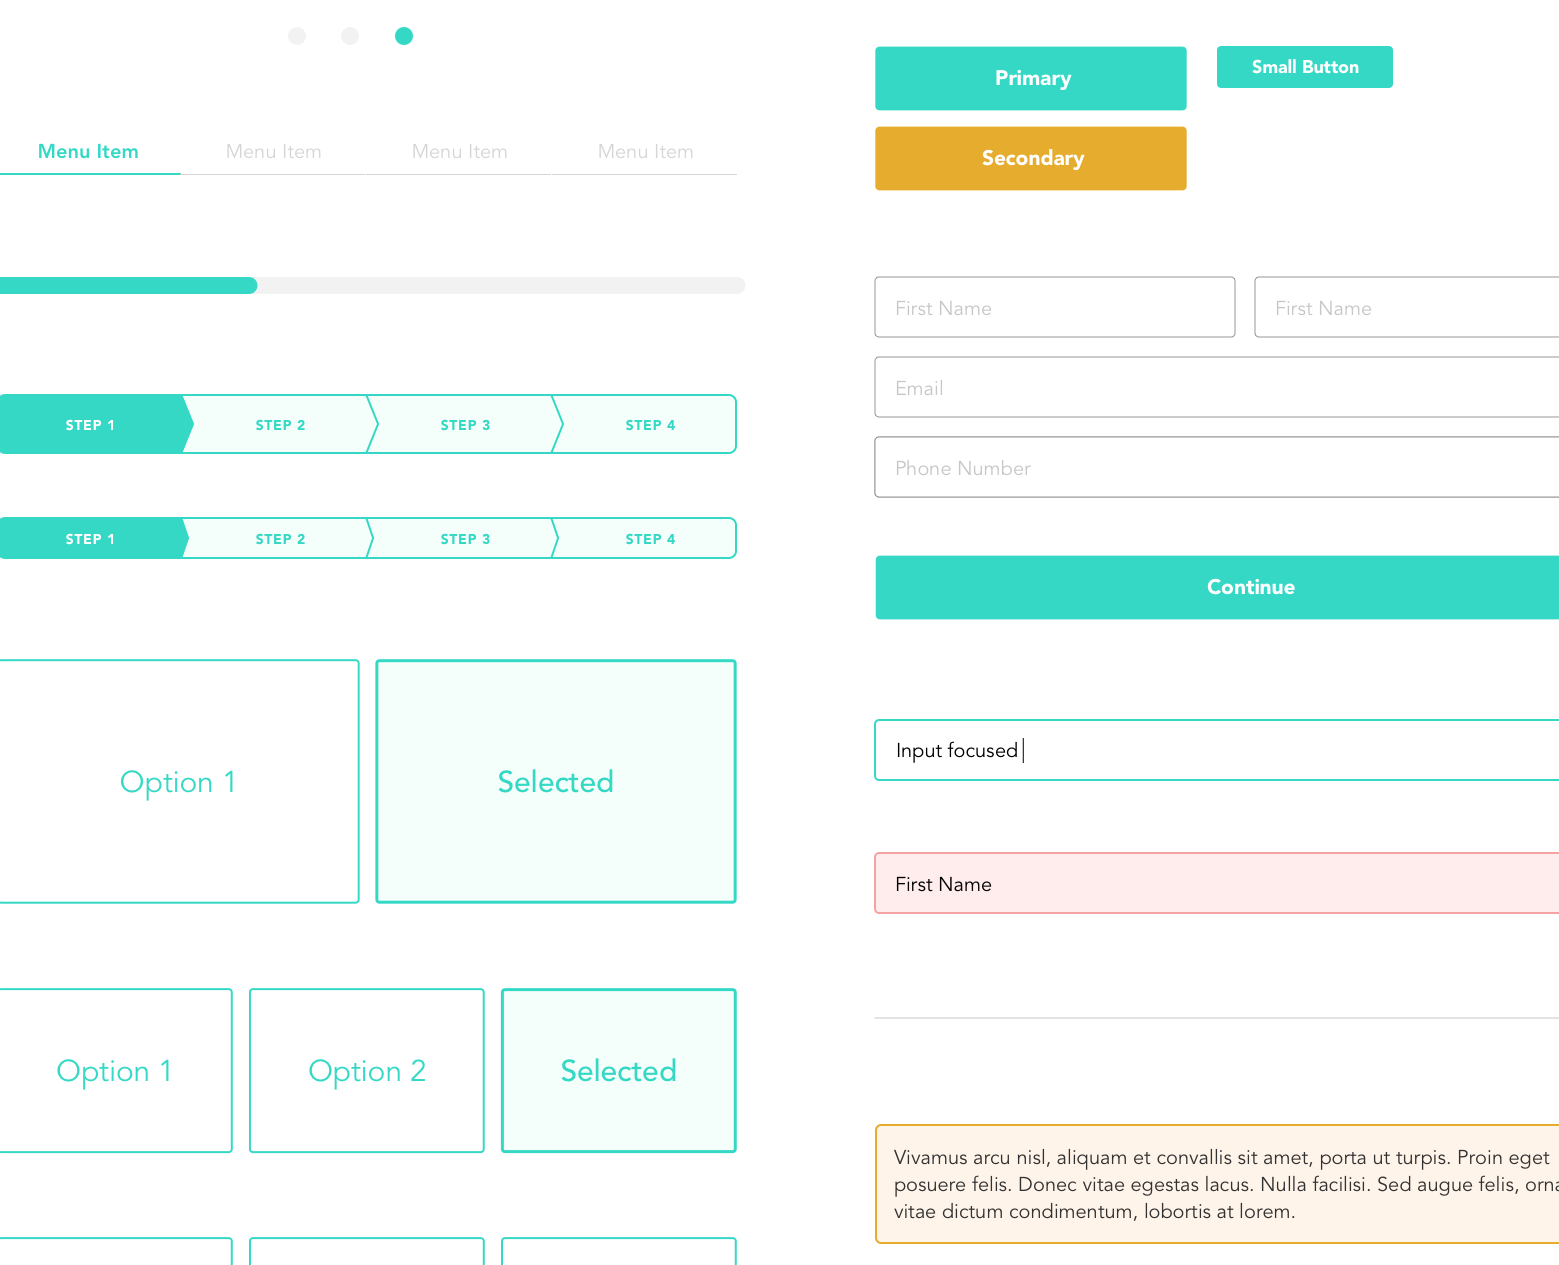 Menu Item
Menu Item
Menu Item
Menu Item
STEP 1
STEP 2
STEP 3
STEP 4
STEP 1
STEP 2
STEP 3
STEP 4
Option 1
Selected
Option 1
Option 2
Selected
Primary
Small Button
Secondary
First Name
First Name
Email
Phone Number
Continue
Input focused
First Name
Vivamus arcu nisl, aliquam et convallis sit amet, porta ut turpis. Proin eget
posuere felis. Donec vitae egestas lacus. Nulla facilisi. Sed augue felis,
vitae dictum condimentum, lobortis at lorem.